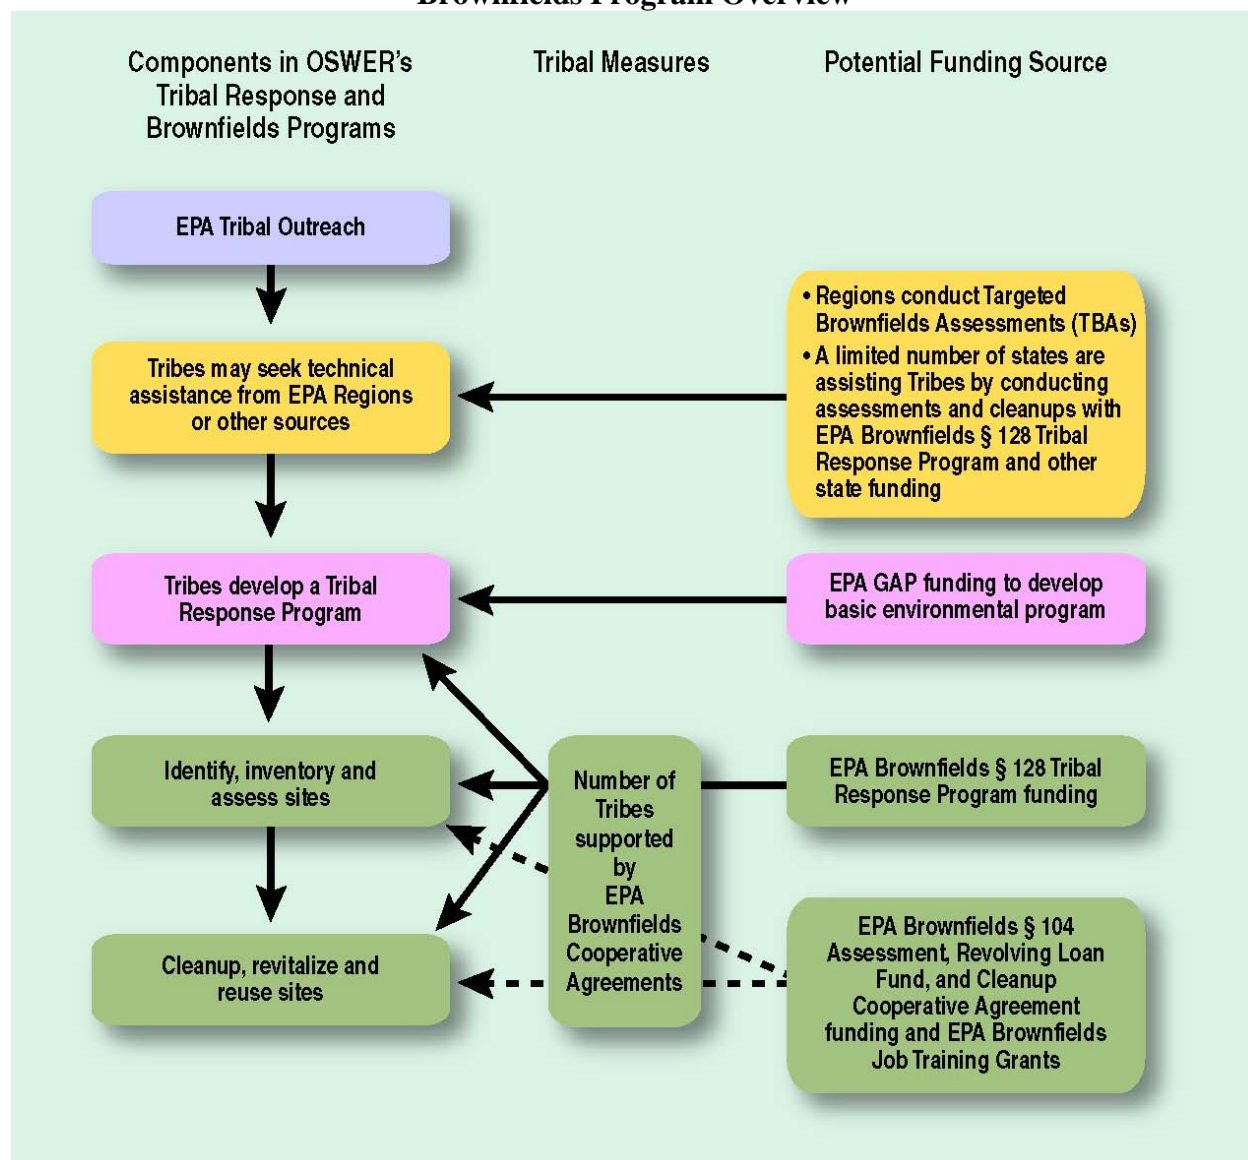 Brownfields Program Overview
Components in OSWER's
Tribal Response and
Brownfields Programs
Tribal Measures
Potential Funding Source
EPA Tribal Outreach
• Regions conduct Targeted
Brownfields Assessments (TBAs)
• A limited number of states are
assisting Tribes by conducting
assessments and cleanups with
EPA Brownfields § 128 Tribal
Response Program and other
state funding
Tribes may seek technical
assistance from EPA Regions
or other sources
Tribes develop a Tribal
Response Program
EPA GAP funding to develop
basic environmental program
Identify, inventory and
assess sites
Number of
Tribes
supported
by
EPA
Brownfields
Cooperative
Agreements
EPA Brownfields § 128 Tribal
Response Program funding
Cleanup, revitalize and
reuse sites
EPA Brownfields § 104
Assessment, Revolving Loan
Fund, and Cleanup
Cooperative Agreement
funding and EPA Brownfields
Job Training Grants